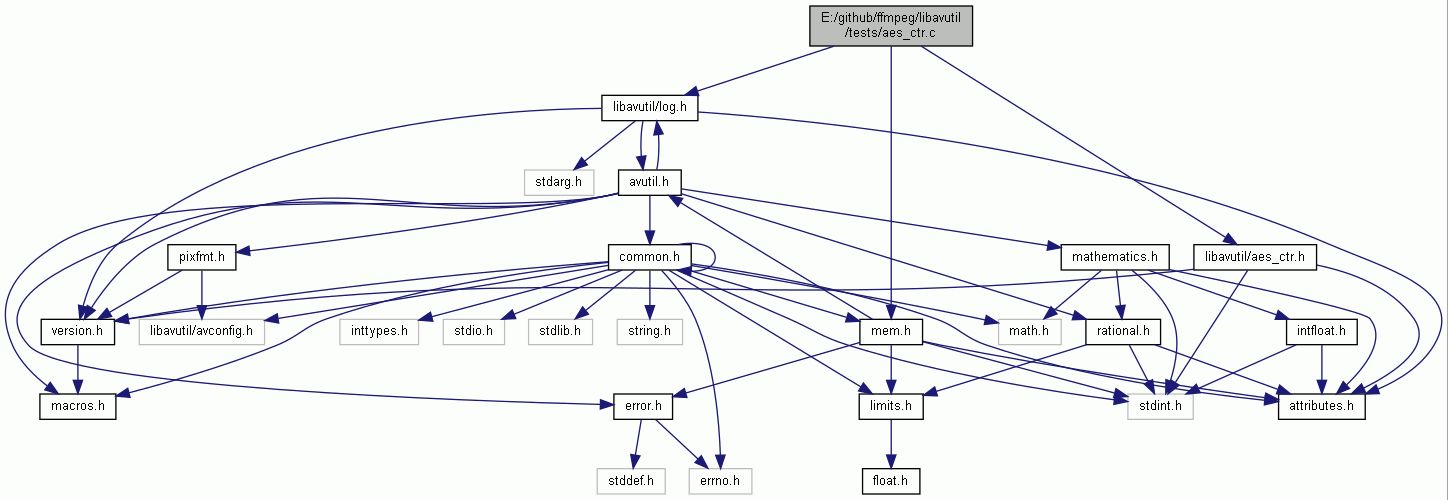 E:/github/ffmpeg/libavutil
/tests/aes_ctr.c
libavutil/log.h
stdarg.h
avutil.h
pixfmt.h
common.h
mathematics.h
libavutil/aes_ctr.h
version.h
libavutil/avconfig.h
inttypes.h
stdio.h
stdlib.h
string.h
mem.h
math.h
rational.h
intfloat.h
macros.h
error.h
limits.h
stdint.h
attributes.h
stddef.h
errno.h
float.h